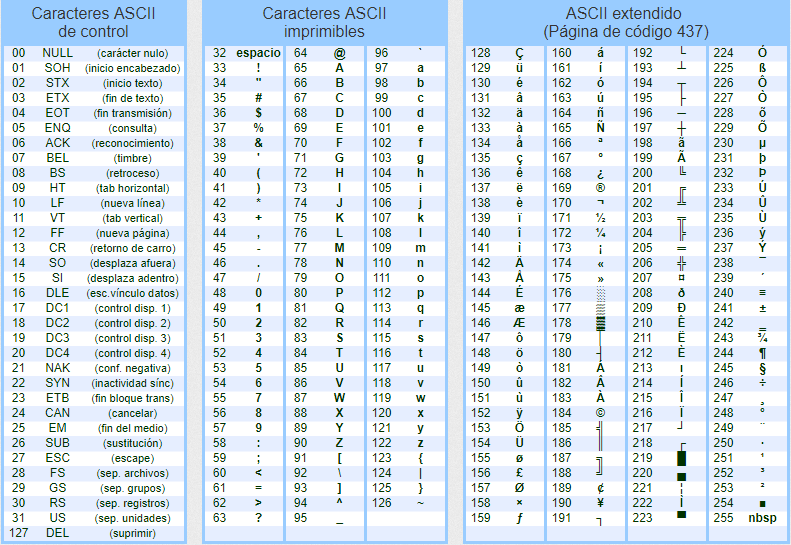 Caracteres ASCII
de control
00 NULL (carácter nulo)
01 SOH (inicio encabezado)
02 STX (inicio texto)
03 ETX (fin de texto)
04 EOT (fin transmisión)
05 ENQ (consulta)
06 ACK (reconocimiento)
07 BEL (timbre)
08 BS (retroceso)
09 HT (tab horizontal)
10 LF (nueva línea)
11 VT (tab vertical)
12 FF (nueva página)
13 CR (retorno de carro)
14 SO (desplaza afuera)
15 SI (desplaza adentro)
16 DLE (esc.vínculo datos)
17 DC1 (control disp. 1)
18 DC2 (control disp. 2)
19 DC3 (control disp. 3)
20 DC4 (control disp. 4)
21 NAK (conf. negativa)
22 SYN (inactividad sínc)
23 ETB (fin bloque trans)
24 CAN (cancelar)
25 EM (fin del medio)
26 SUB (sustitución)
27 ESC (escape)
28 FS (sep. archivos)
29 GS (sep. grupos)
30 RS (sep. registros)
31 US (sep. unidades)
127 DEL (suprimir)
Caracteres ASCII
imprimibles
32 espacio 64 @ 96 `
33 ! 65 A 97 a
34 " 66 B 98 b
35 # 67 C 99 c
36 $ 68 D 100 d
37 % 69 E 101 e
38 & 70 F 102 f
39 ' 71 G 103 g
40 ( 72 H 104 h
41 ) 73 I 105 i
42 * 74 J 106 j
43 + 75 K 107 k
44 , 76 L 108 l
45 - 77 M 109 m
46 . 78 N 110 n
47 / 79 O 111 o
48 0 80 P 112 p
49 1 81 Q 113 q
50 2 82 R 114 r
51 3 83 S 115 s
52 4 84 T 116 t
53 5 85 U 117 u
54 6 86 V 118 v
55 7 87 W 119 w
56 8 88 X 120 x
57 9 89 Y 121 y
58 : 90 Z 122 z
59 ; 91 [ 123 {
60 < 92 \ 124 |
61 = 93 ] 125 }
62 > 94 ^ 126 ~
63 ? 95 _
ASCII extendido
(Página de código 437)
128 Ç 160 á 192 └ 224 Ó
129 ü 161 í 193 ┴ 225 ß
130 é 162 ó 194 ┬ 226 Ô
131 â 163 ú 195 ├ 227 Ò
132 ä 164 ñ 196 ─ 228 õ
133 à 165 Ñ 197 ┼ 229 Õ
134 å 166 ª 198 ã 230 µ
135 ç 167 º 199 Ã 231 þ
136 ê 168 ¿ 200 ╚ 232 Þ
137 ë 169 ® 201 ╔ 233 Ú
138 è 170 ¬ 202 ╩ 234 Û
139 ï 171 ½ 203 ╦ 235 Ù
140 î 172 ¼ 204 ╠ 236 ý
141 ì 173 ¡ 205 ═ 237 Ý
142 Ä 174 « 206 ╬ 238 ¯
143 Å 175 » 207 ¤ 239 ´
144 É 176 ░ 208 ð 240 ≡
145 æ 177 ▒ 209 Ð 241 ±
146 Æ 178 ▓ 210 Ê 242 ‗
147 ô 179 │ 211 Ë 243 ¾
148 ö 180 ┤ 212 È 244 ¶
149 ò 181 Á 213 ı 245 §
150 û 182 Â 214 Í 246 ÷
151 ù 183 À 215 Î 247 ¸
152 ÿ 184 © 216 Ï 248 °
153 Ö 185 ╣ 217 ┘ 249 ¨
154 Ü 186 ║ 218 ┌ 250 ·
155 ø 187 ╗ 219 █ 251 ¹
156 £ 188 ╝ 220 ▄ 252 ³
157 Ø 189 ¢ 221 ¦ 253 ²
158 × 190 ¥ 222 Ì 254 ■
159 ƒ 191 ┐ 223 ▀ 255 nbsp